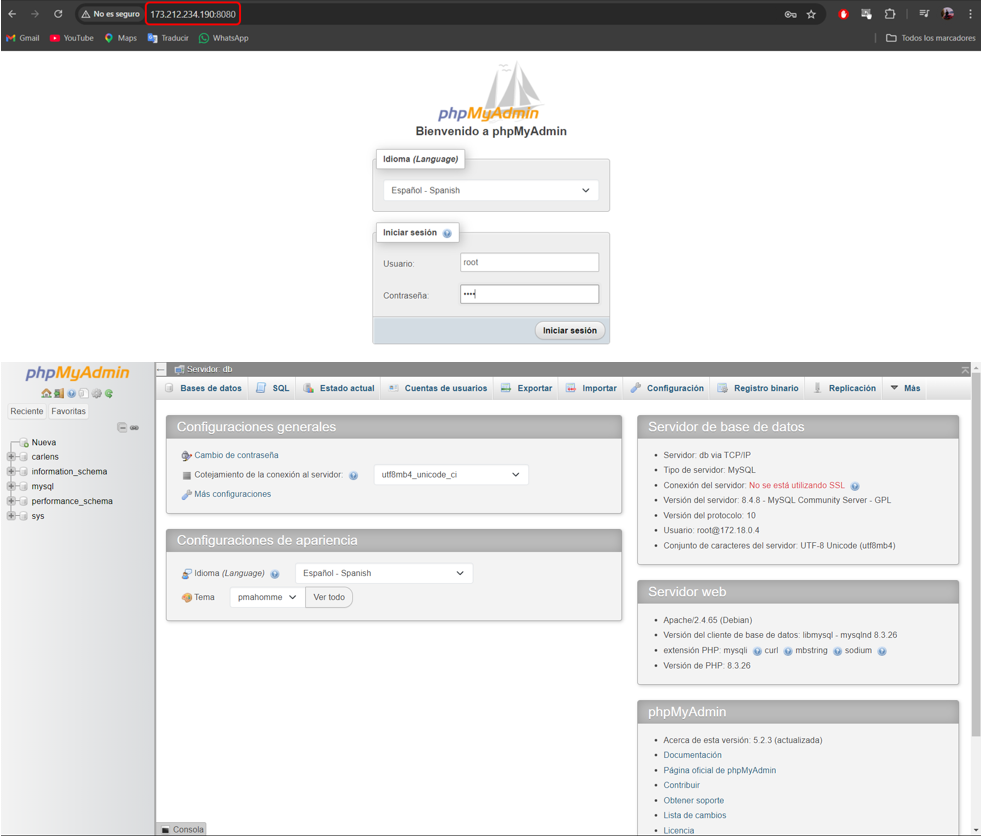 No es seguro 173.212.234.190:8080
Gmail YouTube Maps Traducir WhatsApp Todos los marcadores
phpMyAdmin
Bienvenido a phpMyAdmin
Idioma (Language)
Español - Spanish
Iniciar sesión
Usuario: root
Contraseña: ••••
Iniciar sesión
phpMyAdmin
Reciente Favoritas
Nueva
carlens
information_schema
mysql
performance_schema
sys
Servidor: db
Bases de datos SQL Estado actual Cuentas de usuarios Exportar Importar Configuración Registro binario Replicación Más
Configuraciones generales
Cambio de contraseña
Cotejamiento de la conexión al servidor: utf8mb4_unicode_ci
Más configuraciones
Configuraciones de apariencia
Idioma (Language) Español - Spanish
Tema pmahomme Ver todo
Servidor de base de datos
• Servidor: db via TCP/IP
• Tipo de servidor: MySQL
• Conexión del servidor: No se está utilizando SSL
• Versión del servidor: 8.4.8 - MySQL Community Server - GPL
• Versión del protocolo: 10
• Usuario: root@172.18.0.4
• Conjunto de caracteres del servidor: UTF-8 Unicode (utf8mb4)
Servidor web
• Apache/2.4.65 (Debian)
• Versión del cliente de base de datos: libmysql - mysqlnd 8.3.26
• extensión PHP: mysqli curl mbstring sodium
• Versión de PHP: 8.3.26
phpMyAdmin
• Acerca de esta versión: 5.2.3 (actualizada)
• Documentación
• Página oficial de phpMyAdmin
• Contribuir
• Obtener soporte
• Lista de cambios
• Licencia
Consola